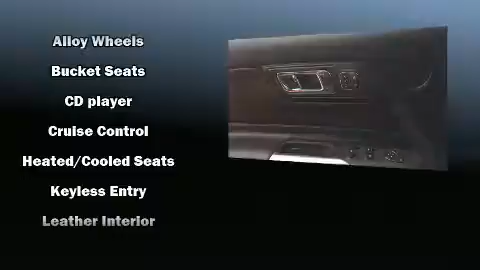 Alloy Wheels
Bucket Seats
CD player
Cruise Control
Heated/Cooled Seats
Keyless Entry
Leather Interior